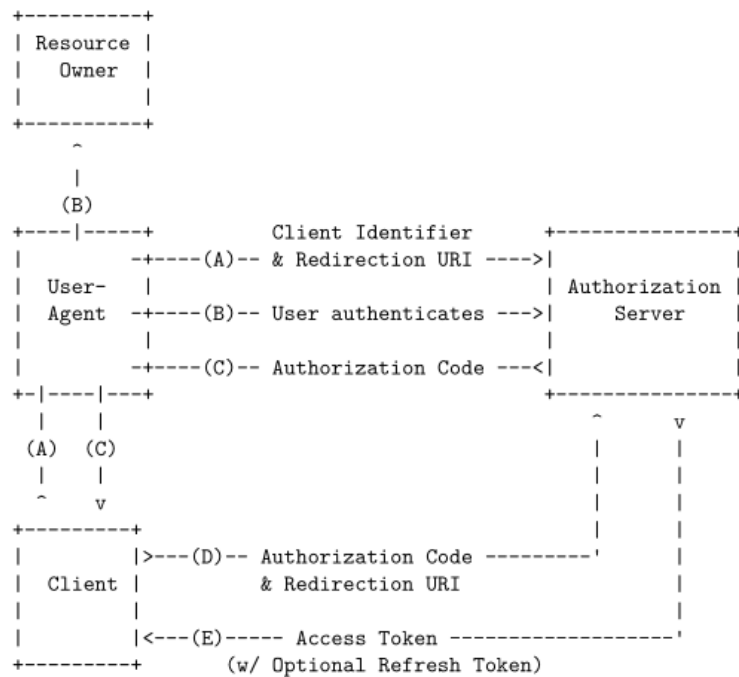 +----------+
| Resource |
|   Owner  |
|          |
+----------+
     ^
     |
    (B)
+----|-----+          Client Identifier      +---------------+
|         -+----(A)-- & Redirection URI ---->|               |
|  User-   |                                 | Authorization |
|  Agent  -+----(B)-- User authenticates --->|     Server    |
|          |                                 |               |
|         -+----(C)-- Authorization Code ---<|               |
+-|----|---+                                 +---------------+
  |    |                                         ^      v
 (A)  (C)                                        |      |
  |    |                                         |      |
  ^    v                                         |      |
+---------+                                      |      |
|         |>---(D)-- Authorization Code ---------'      |
|  Client |          & Redirection URI                  |
|         |                                             |
|         |<---(E)----- Access Token -------------------'
+---------+       (w/ Optional Refresh Token)